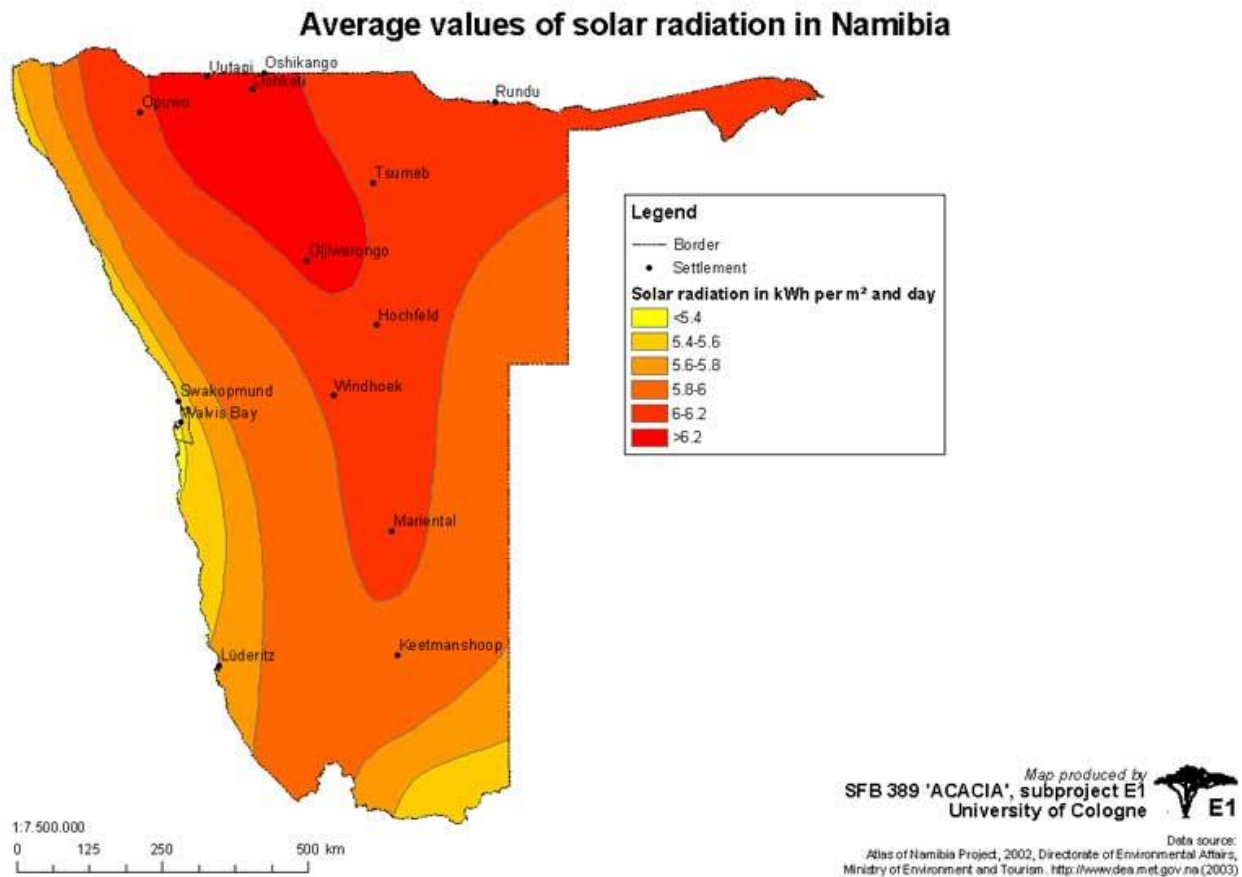 Average values of solar radiation in Namibia
Uutapi
Oshikango
Opuwo
Rundu
Tsumeb
Otjiwarongo
Hochfeld
Windhoek
Swakopmund
Walvis Bay
Mariental
Lüderitz
Keetmanshoop
Legend
Border
Settlement
Solar radiation in kWh per m² and day
<5.4
5.4-5.6
5.6-5.8
5.8-6
6-6.2
>6.2
Map produced by
SFB 389 'ACACIA', subproject E1
University of Cologne
E1
Data source:
Atlas of Namibia Project, 2002, Directorate of Environmental Affairs,
Ministry of Environment and Tourism. http://www.dea.met.gov.na (2003)
1:7.500.000
0 125 250 500 km